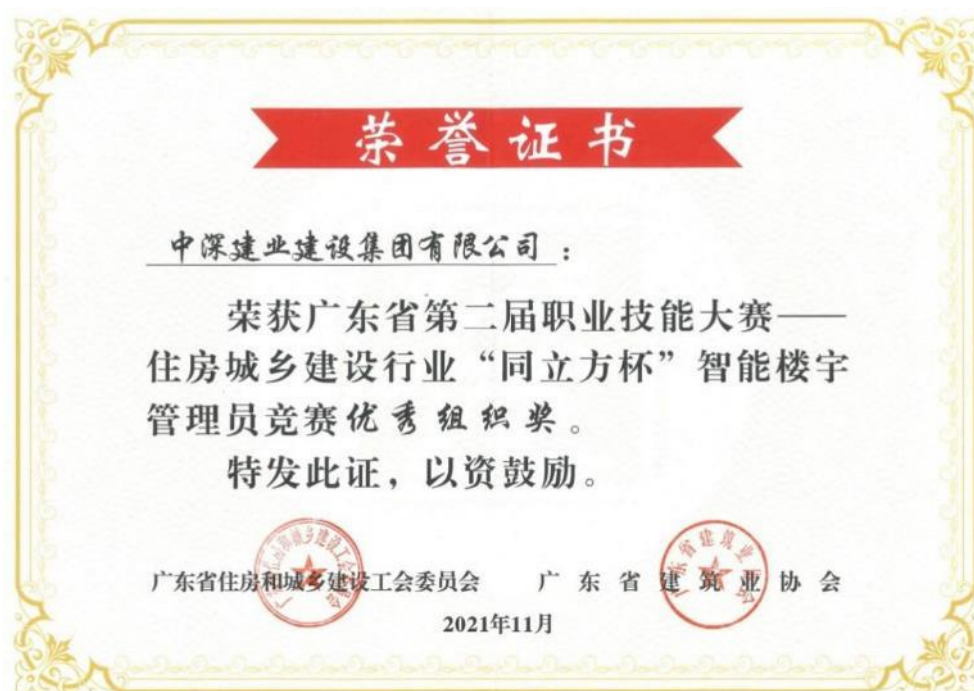 荣誉证书
中深建业建设集团有限公司：
荣获广东省第二届职业技能大赛——
住房城乡建设行业“同立方杯”智能楼宇
管理员竞赛优秀组织奖。
特发此证，以资鼓励。
广东省住房和城乡建设工会委员会 广东省建筑业协会
2021年11月